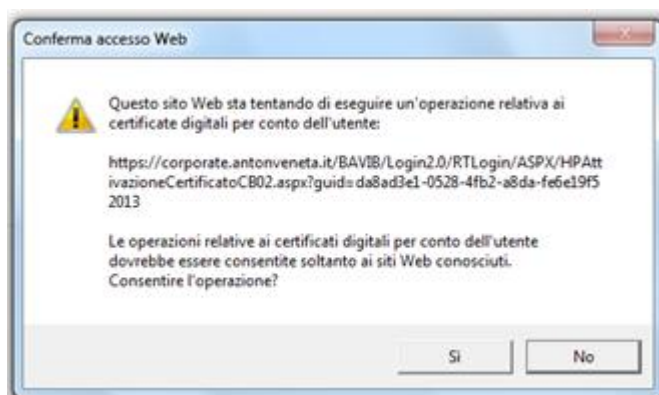 Conferma accesso Web
Questo sito Web sta tentando di eseguire un'operazione relativa ai
certificate digitali per conto dell'utente:
https://corporate.antonveneta.it/BAVIB/Login2.0/RTLogin/ASPX/HPAtt
ivazioneCertificatoCB02.aspx?guid=da8ad3e1-0528-4fb2-a8da-fe6e19f5
2013
Le operazioni relative ai certificati digitali per conto dell'utente
dovrebbe essere consentite soltanto ai siti Web conosciuti.
Consentire l'operazione?
Sì No